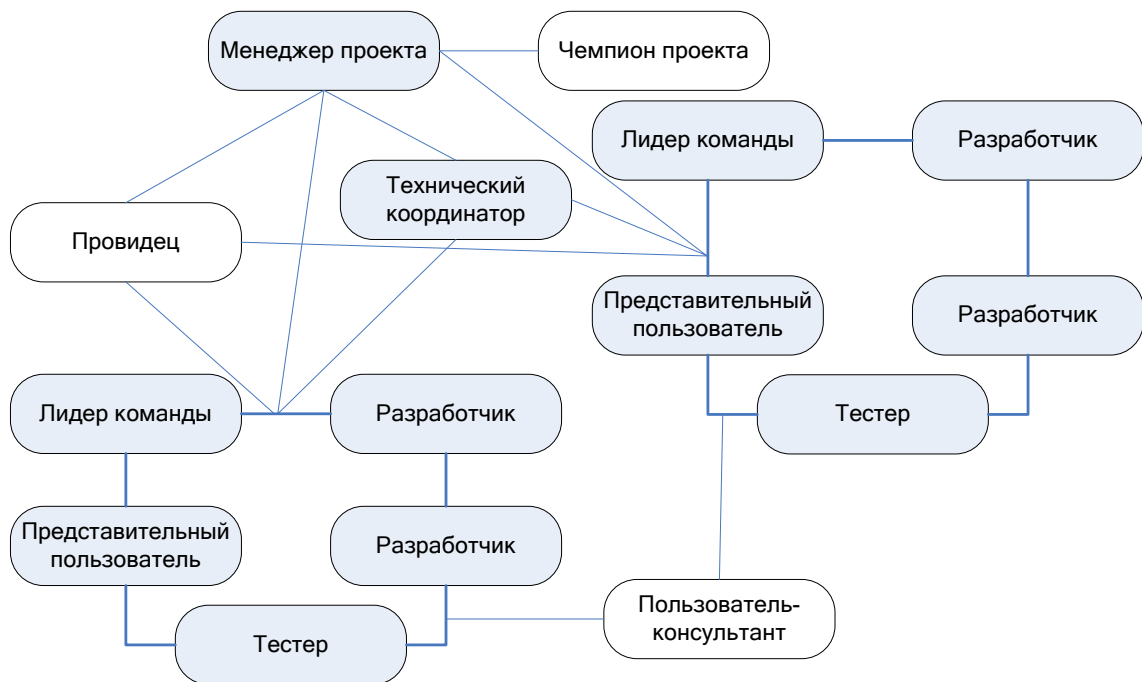 Менеджер проекта
Чемпион проекта
Лидер команды
Разработчик
Технический
координатор
Провидец
Представительный
пользователь
Разработчик
Лидер команды
Разработчик
Тестер
Представительный
пользователь
Разработчик
Пользователь-
консультант
Тестер